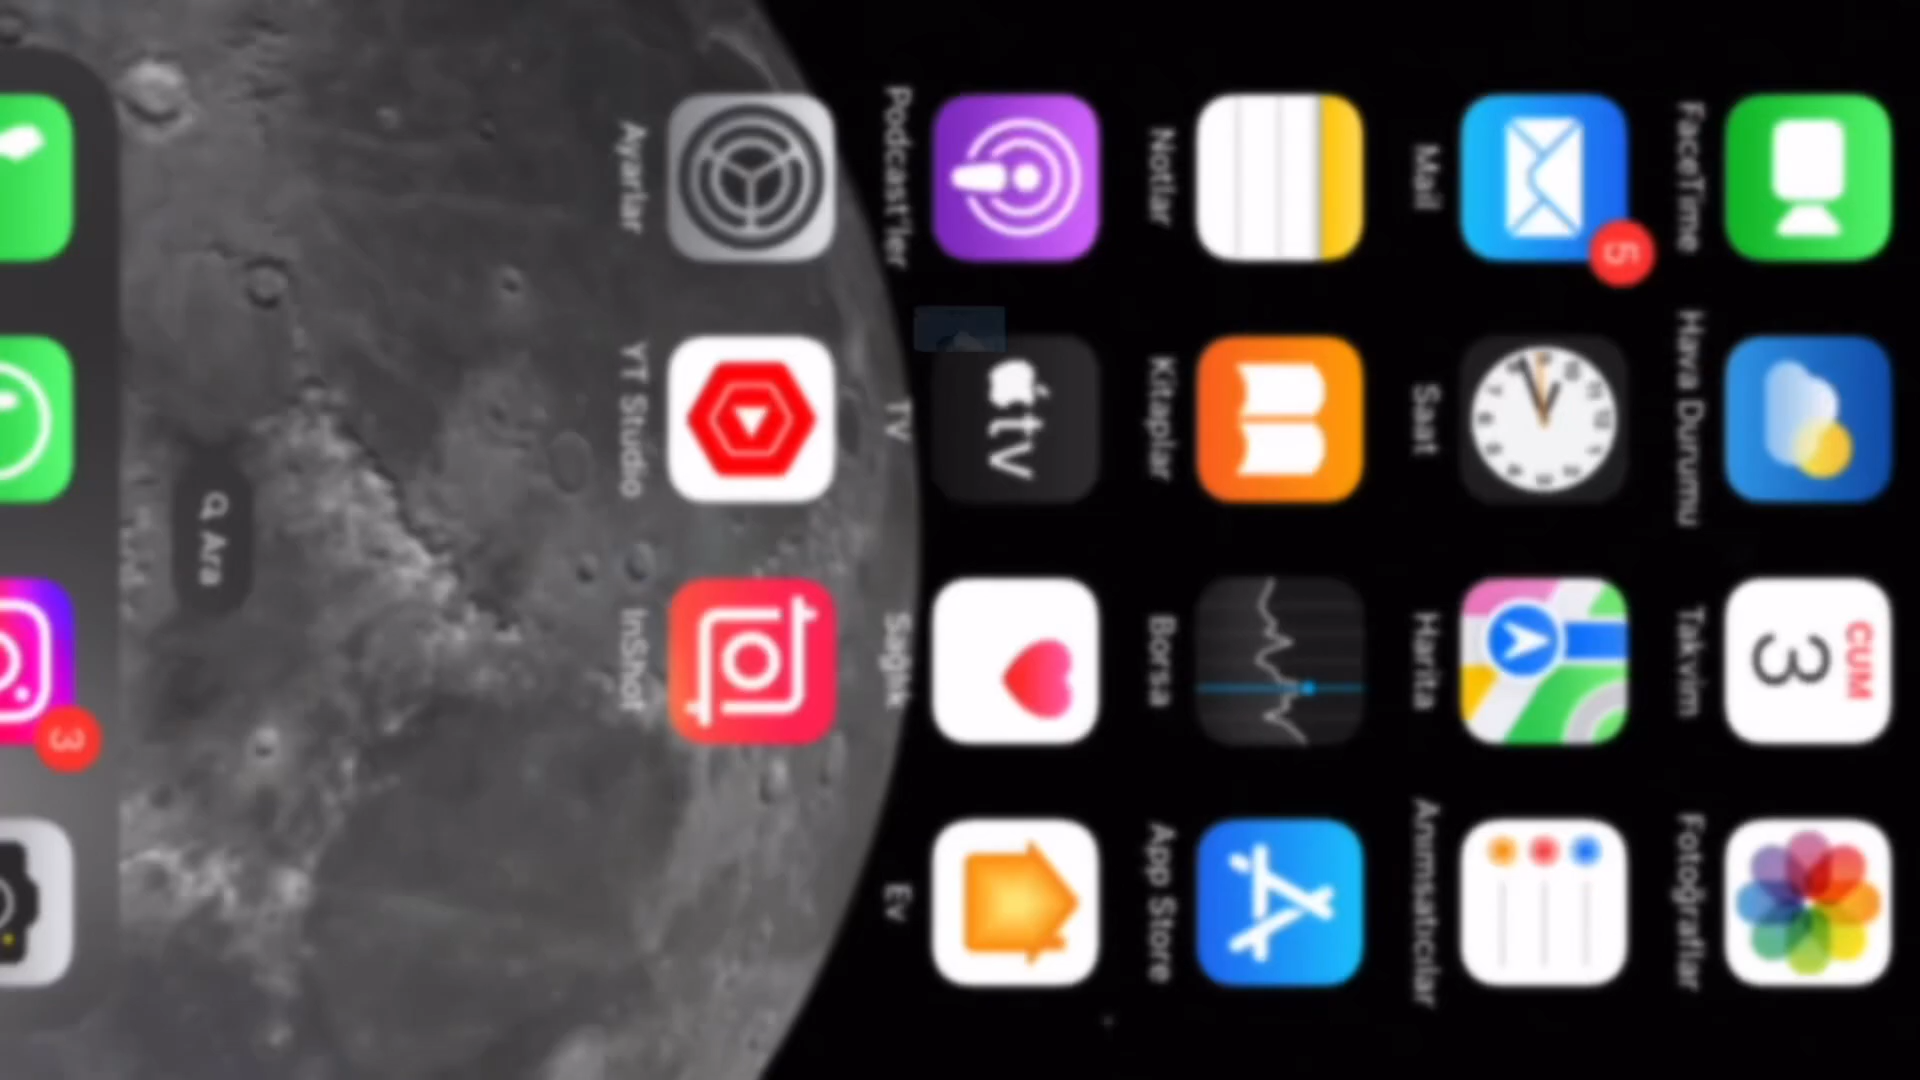 FaceTime
Hava Durumu
CUM
3
Takvim
Fotoğraflar
5
Mail
Saat
Harita
Anımsatıcılar
Notlar
Kitaplar
Borsa
App Store
Podcast'ler
tv
TV
Sağlık
Ev
Ayarlar
YT Studio
InShot
Ara
3